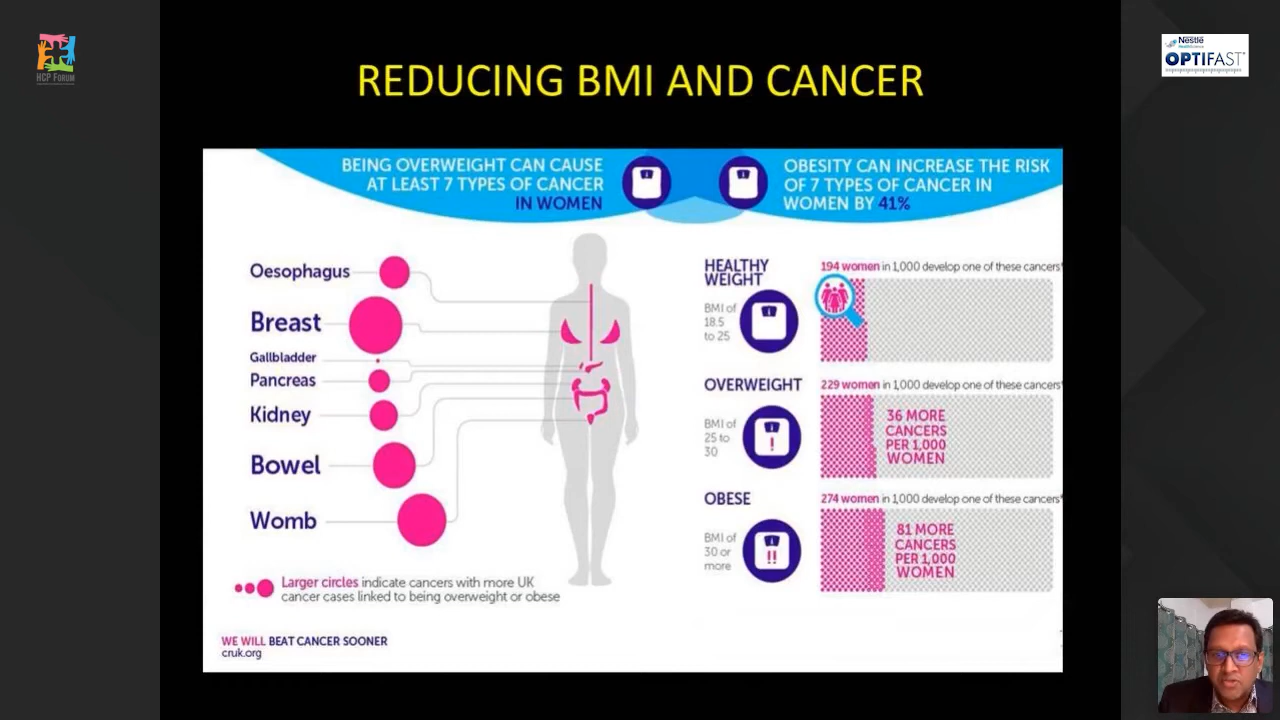 HCP FORUM
Nestlé
HealthScience
OPTIFAST
REDUCING BMI AND CANCER
BEING OVERWEIGHT CAN CAUSE
AT LEAST 7 TYPES OF CANCER
IN WOMEN
OBESITY CAN INCREASE THE RISK
OF 7 TYPES OF CANCER IN
WOMEN BY 41%
Oesophagus
Breast
Gallbladder
Pancreas
Kidney
Bowel
Womb
Larger circles indicate cancers with more UK
cancer cases linked to being overweight or obese
WE WILL BEAT CANCER SOONER
cruk.org
HEALTHY
WEIGHT
BMI of
18.5
to 25
194 women in 1,000 develop one of these cancers*
OVERWEIGHT
BMI of
25 to
30
!
229 women in 1,000 develop one of these cancers*
36 MORE
CANCERS
PER 1,000
WOMEN
OBESE
BMI of
30 or
more
!!
274 women in 1,000 develop one of these cancers*
81 MORE
CANCERS
PER 1,000
WOMEN